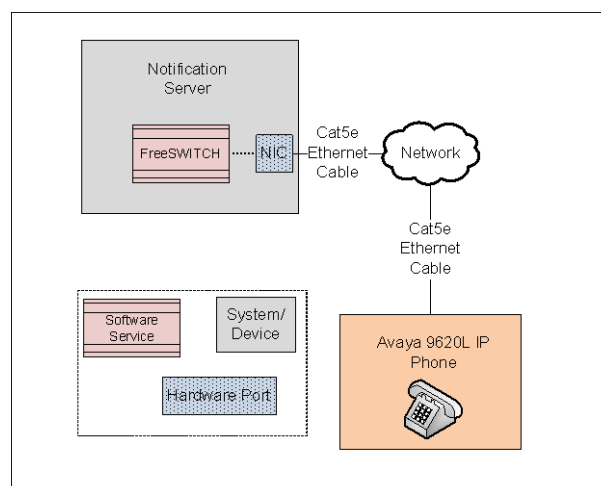 Notification
Server
FreeSWITCH
NIC
Cat5e
Ethernet
Cable
Network
Cat5e
Ethernet
Cable
Software
Service
System/
Device
Hardware Port
Avaya 9620L IP
Phone